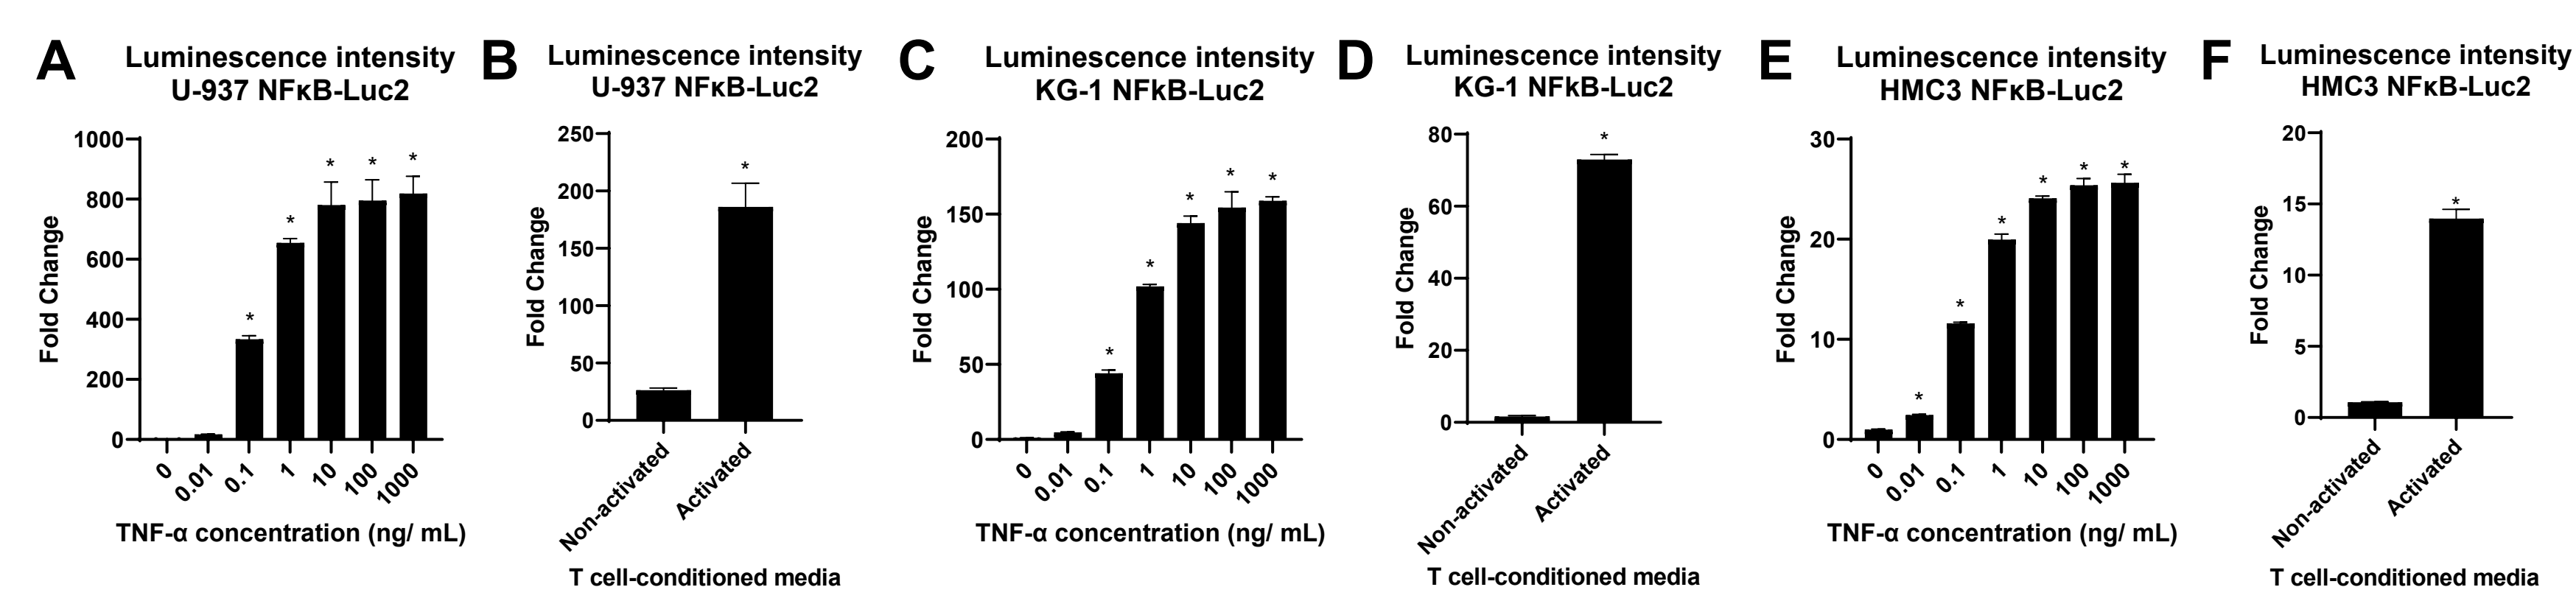 A
Luminescence intensity
U-937 NFκB-Luc2
Fold Change
1000
800
600
400
200
0
*
*
*
*
*
0
0.01
0.1
1
10
100
1000
TNF-α concentration (ng/ mL)
B
Luminescence intensity
U-937 NFκB-Luc2
Fold Change
250
200
150
100
50
0
*
Non-activated
Activated
T cell-conditioned media
C
Luminescence intensity
KG-1 NFkB-Luc2
Fold Change
200
150
100
50
0
*
*
*
*
*
0
0.01
0.1
1
10
100
1000
TNF-α concentration (ng/ mL)
D
Luminescence intensity
KG-1 NFkB-Luc2
Fold Change
80
60
40
20
0
*
Non-activated
Activated
T cell-conditioned media
E
Luminescence intensity
HMC3 NFκB-Luc2
Fold Change
30
20
10
0
*
*
*
*
*
*
0
0.01
0.1
1
10
100
1000
TNF-α concentration (ng/ mL)
F
Luminescence intensity
HMC3 NFκB-Luc2
Fold Change
20
15
10
5
0
*
Non-activated
Activated
T cell-conditioned media